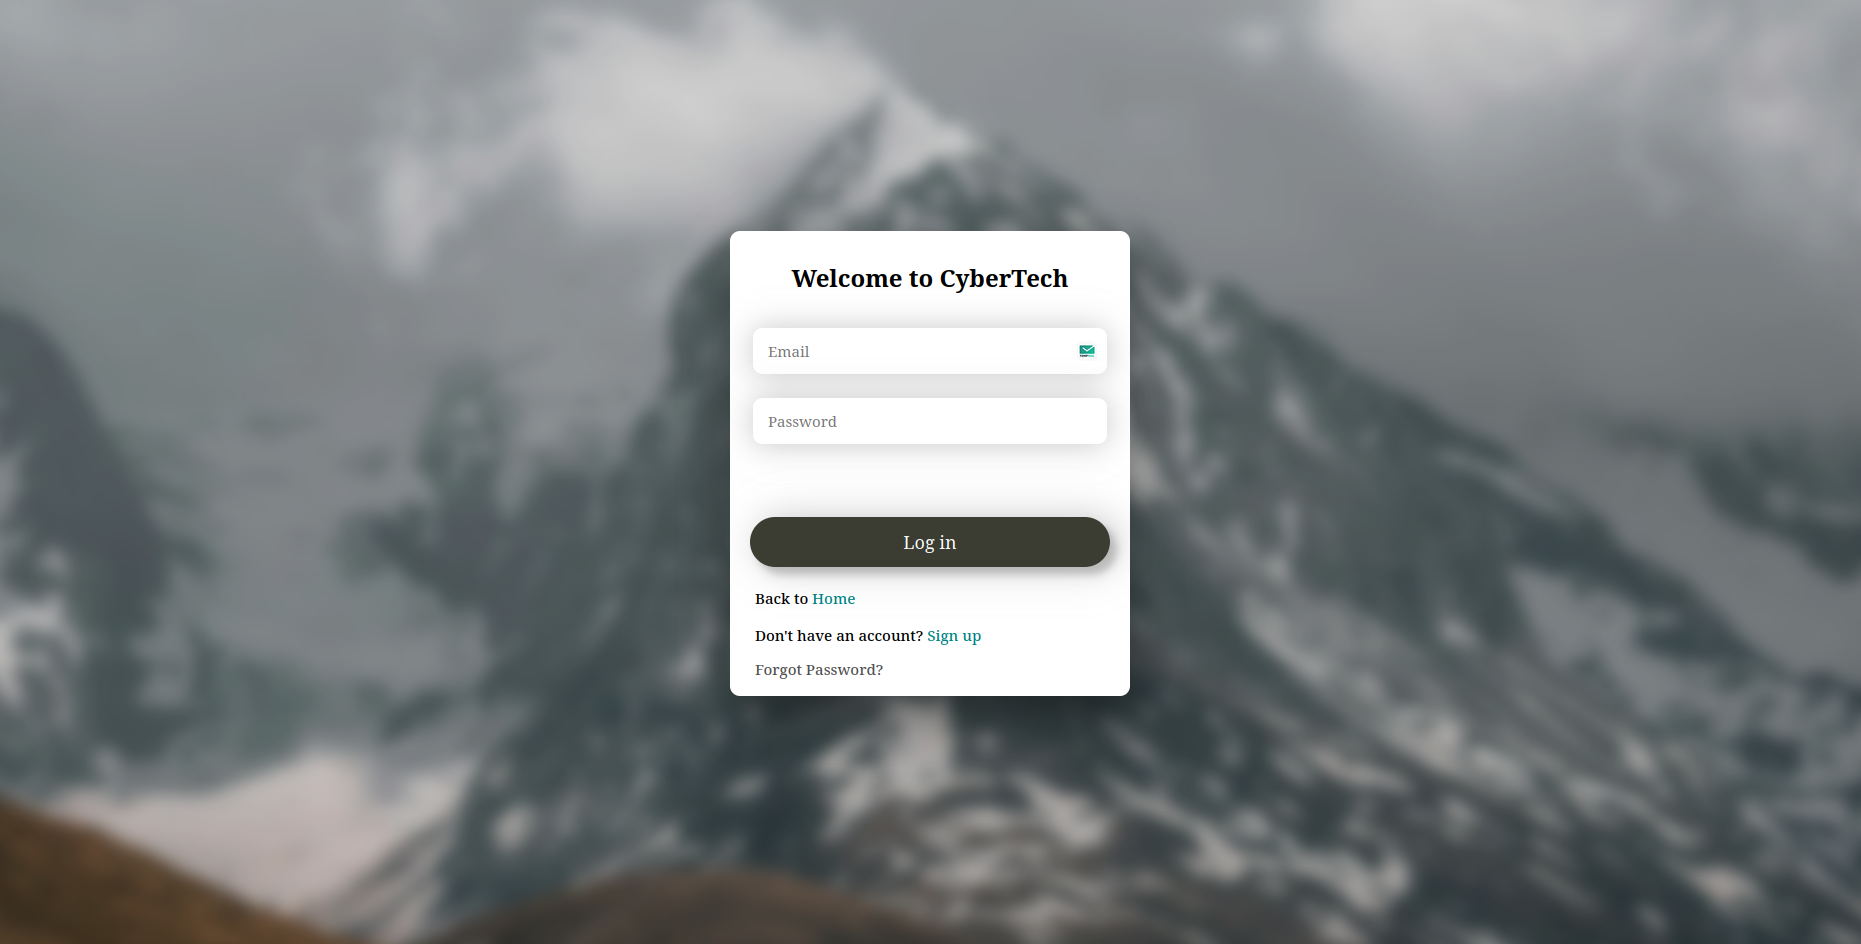 Welcome to CyberTech
Email
Password
Log in
Back to Home
Don't have an account? Sign up
Forgot Password?